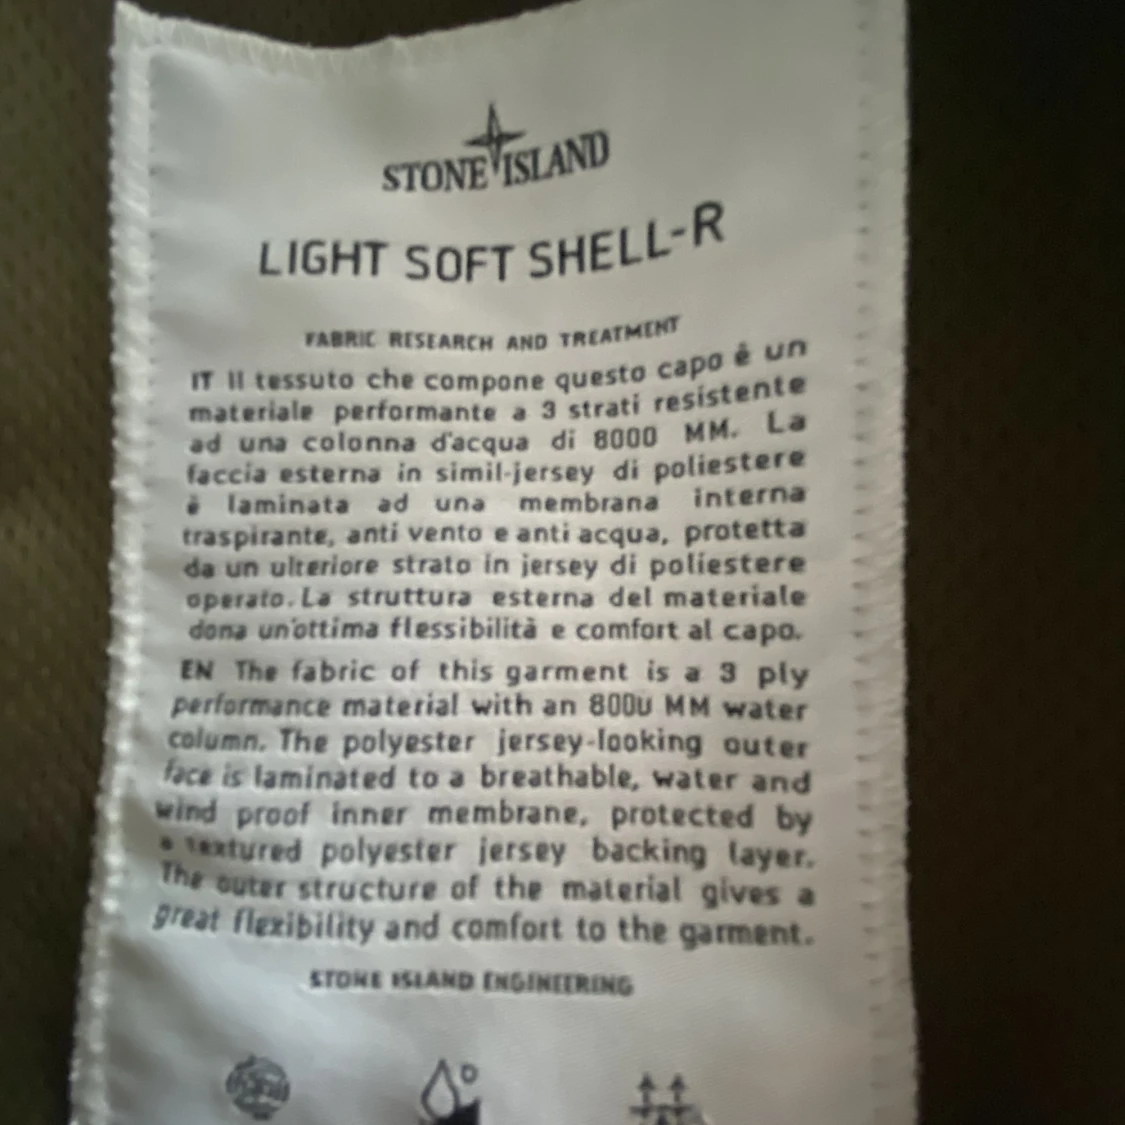 STONE ISLAND
LIGHT SOFT SHELL-R
FABRIC RESEARCH AND TREATMENT
IT Il tessuto che compone questo capo è un
materiale performante a 3 strati resistente
ad una colonna d'acqua di 8000 MM. La
faccia esterna in simil-jersey di poliestere
è laminata ad una membrana interna
traspirante, anti vento e anti acqua, protetta
da un ulteriore strato in jersey di poliestere
operato. La struttura esterna del materiale
dona un'ottima flessibilità e comfort al capo.
EN The fabric of this garment is a 3 ply
performance material with an 8000 MM water
column. The polyester jersey-looking outer
face is laminated to a breathable, water and
wind proof inner membrane, protected by
a textured polyester jersey backing layer.
The outer structure of the material gives a
great flexibility and comfort to the garment.
STONE ISLAND ENGINEERING